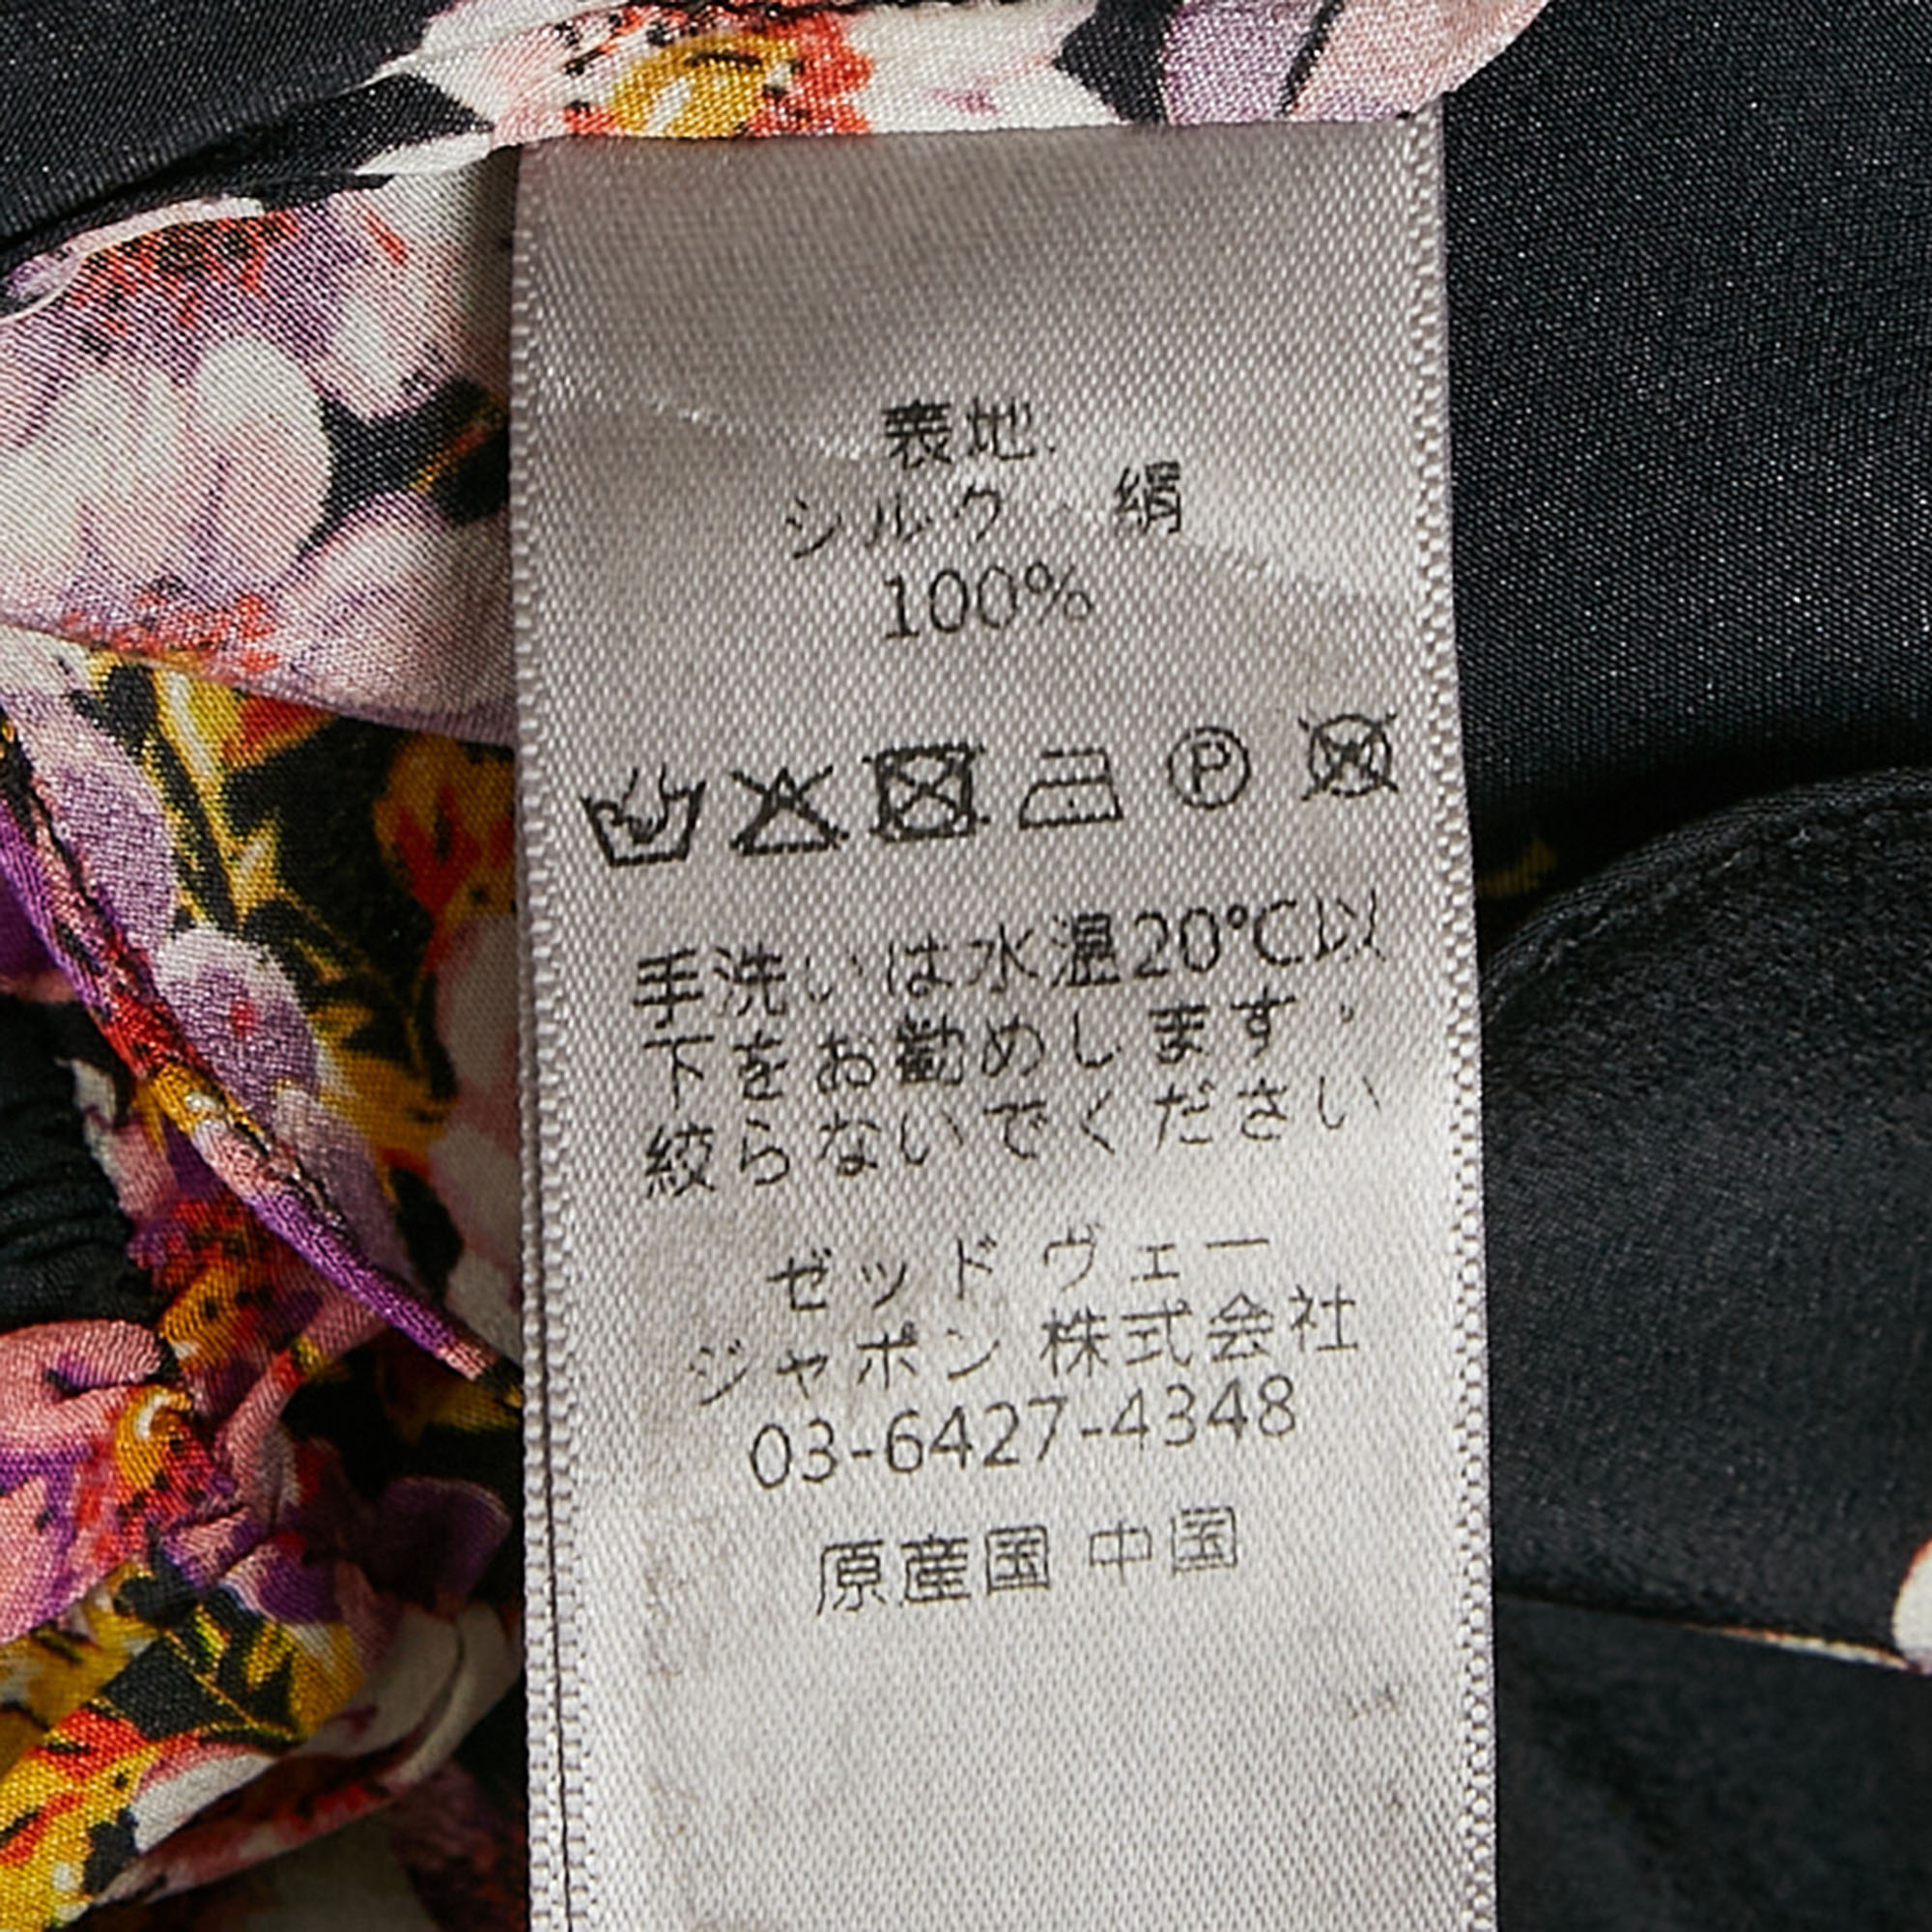 表地:
シルク 絹
100%
P
手洗いは水温20℃以
下をお勧めします。
絞らないでください
ゼッド ヴェー
ジャポン 株式会社
03-6427-4348
原産国 中国